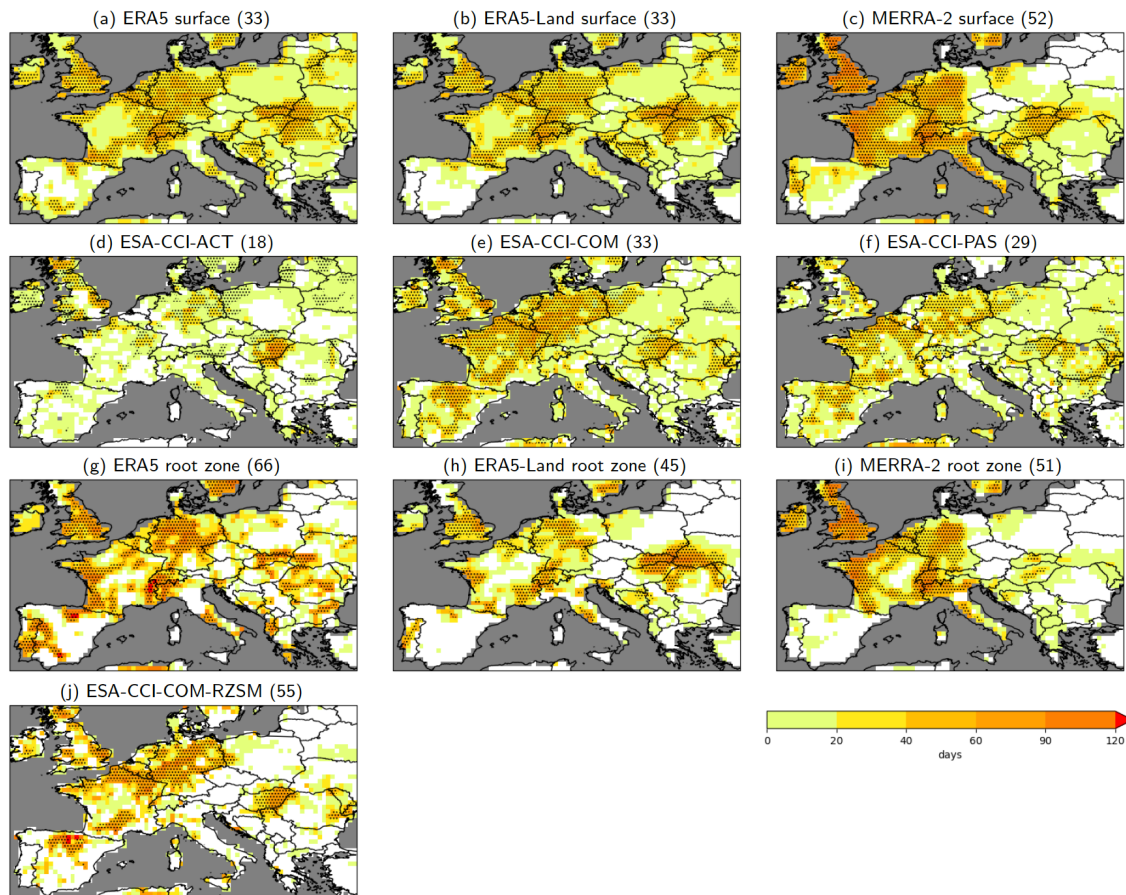 (a) ERA5 surface (33)
(b) ERA5-Land surface (33)
(c) MERRA-2 surface (52)
(d) ESA-CCI-ACT (18)
(e) ESA-CCI-COM (33)
(f) ESA-CCI-PAS (29)
(g) ERA5 root zone (66)
(h) ERA5-Land root zone (45)
(i) MERRA-2 root zone (51)
(j) ESA-CCI-COM-RZSM (55)
0 20 40 60 90 120
days